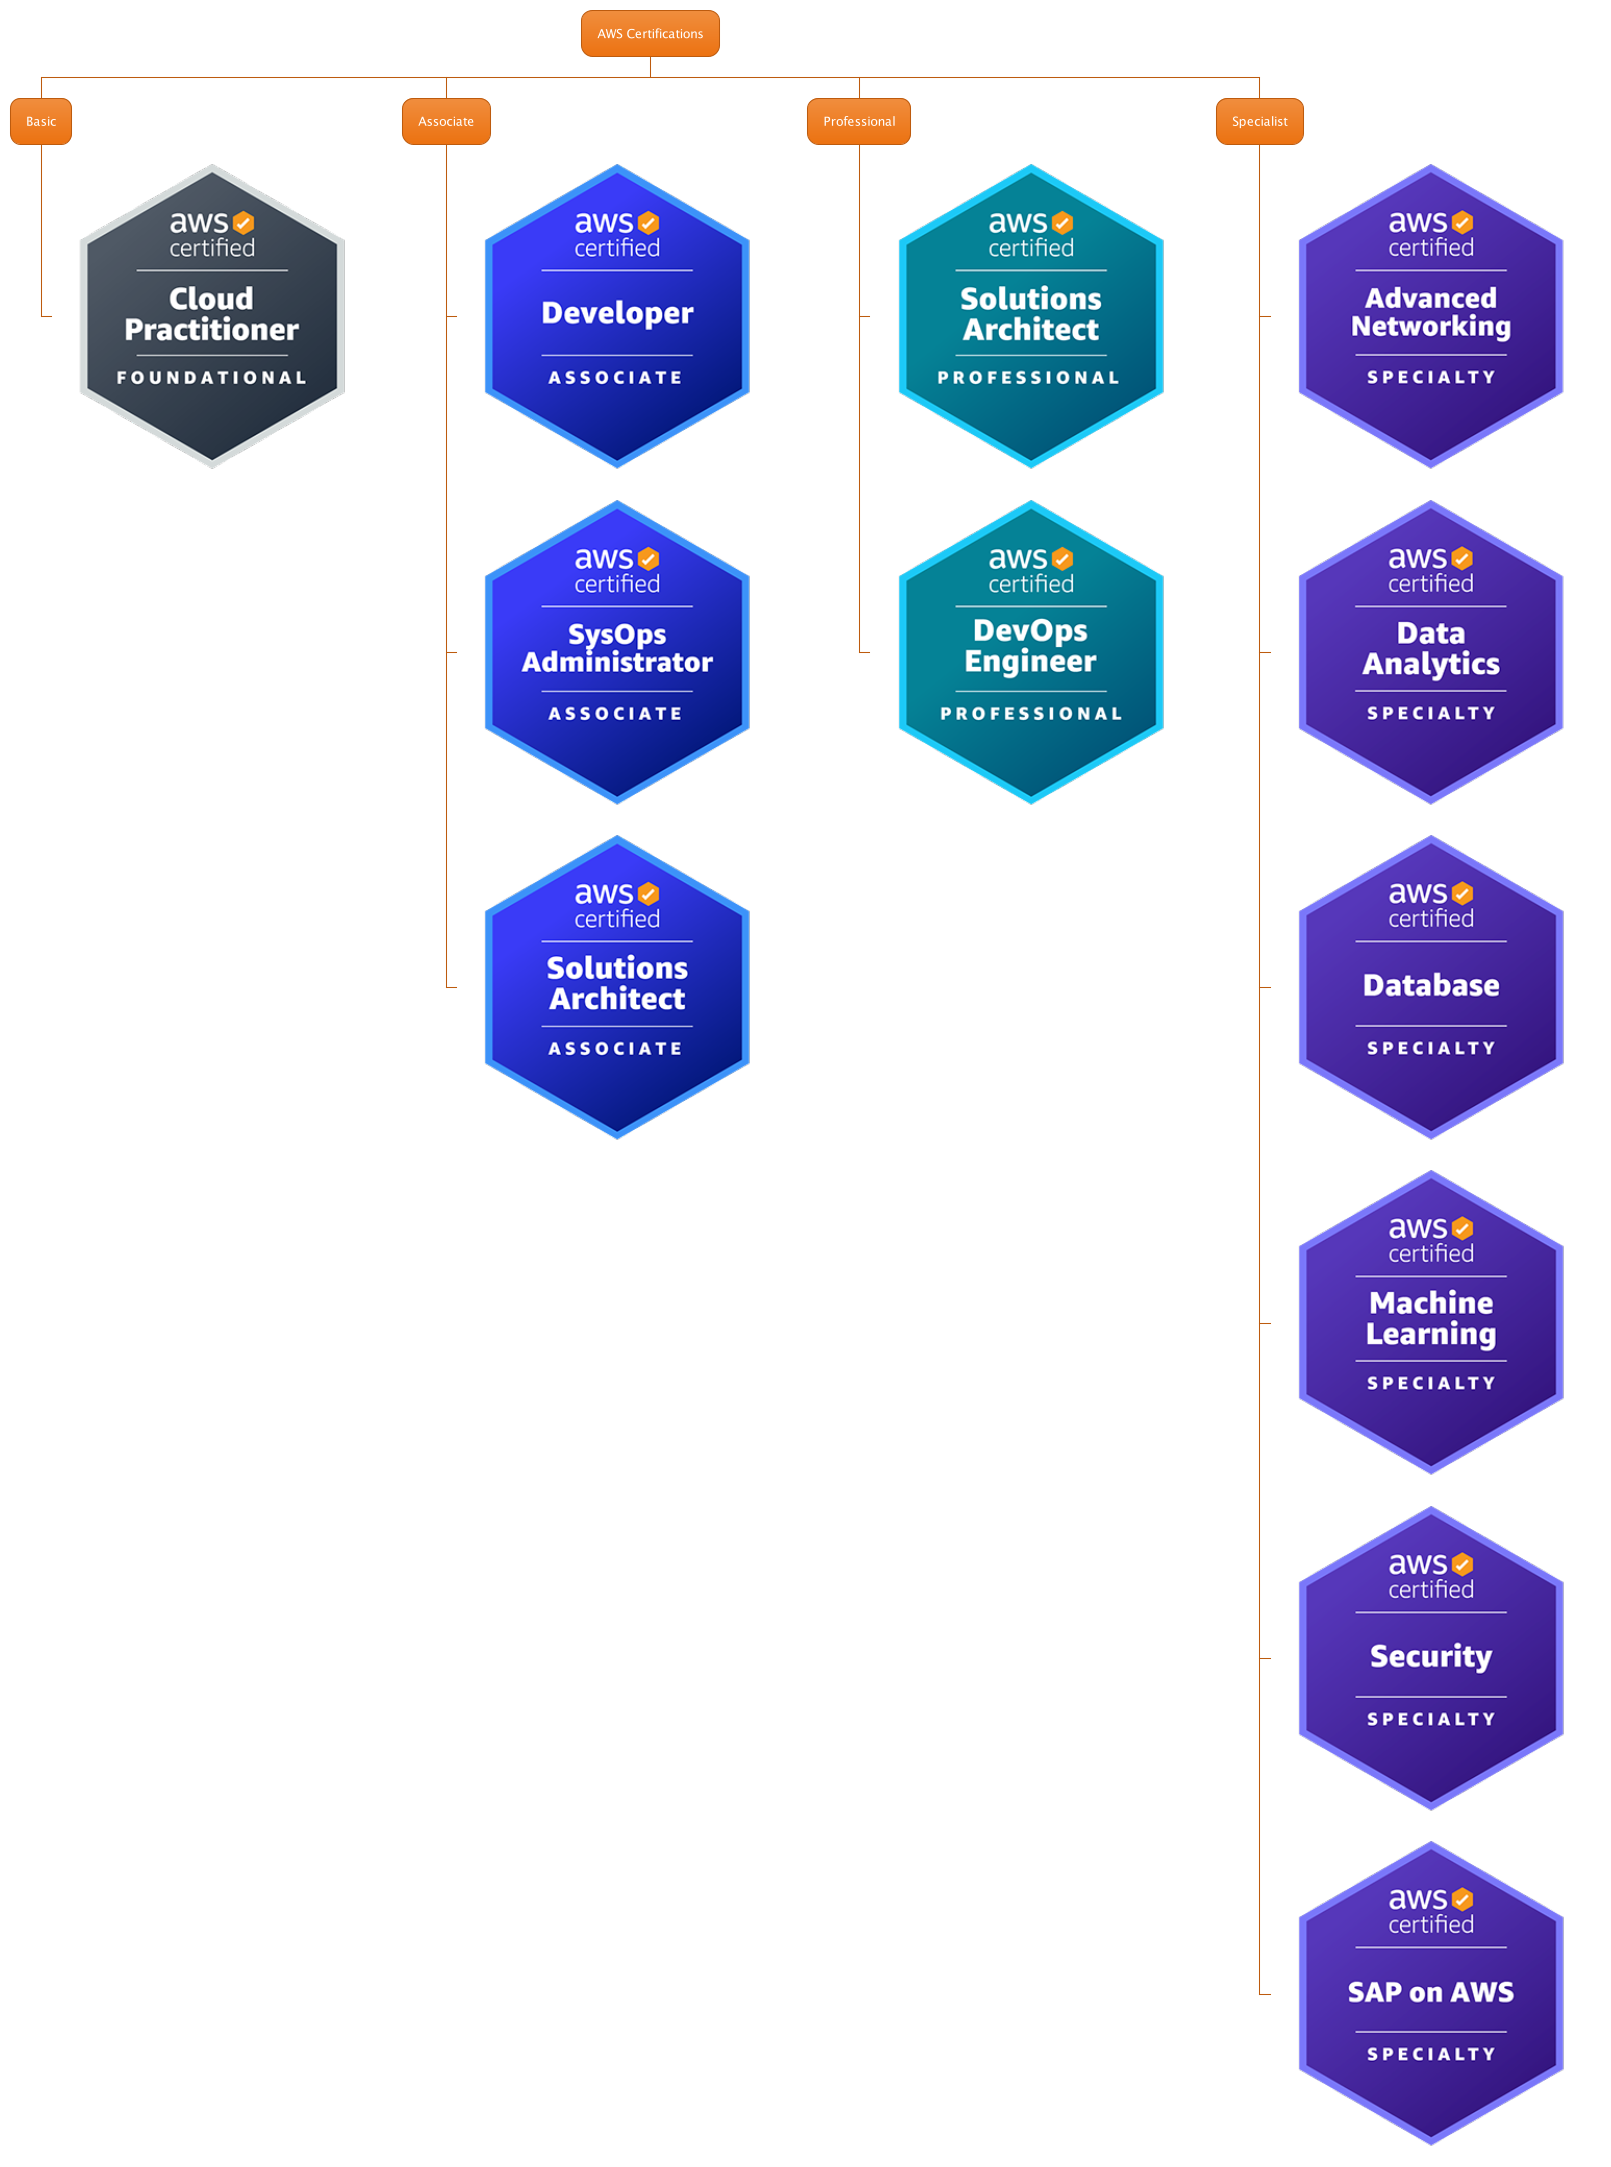 AWS Certifications
Basic
Associate
Professional
Specialist
aws
certified
Cloud
Practitioner
FOUNDATIONAL
aws
certified
Developer
ASSOCIATE
aws
certified
SysOps
Administrator
ASSOCIATE
aws
certified
Solutions
Architect
ASSOCIATE
aws
certified
Solutions
Architect
PROFESSIONAL
aws
certified
DevOps
Engineer
PROFESSIONAL
aws
certified
Advanced
Networking
SPECIALTY
aws
certified
Data
Analytics
SPECIALTY
aws
certified
Database
SPECIALTY
aws
certified
Machine
Learning
SPECIALTY
aws
certified
Security
SPECIALTY
aws
certified
SAP on AWS
SPECIALTY